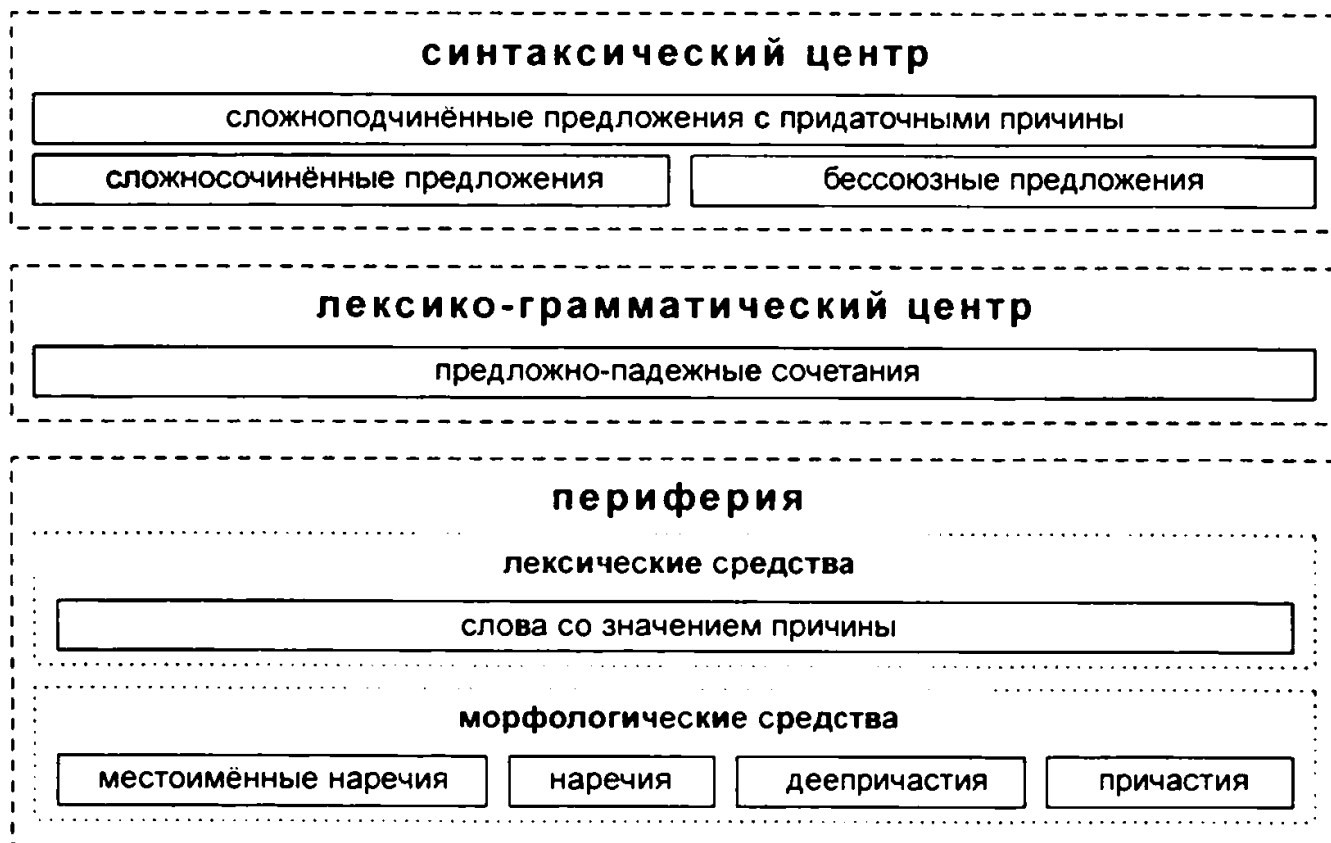 синтаксический центр
сложноподчинённые предложения с придаточными причины
сложносочинённые предложения
бессоюзные предложения
лексико-грамматический центр
предложно-падежные сочетания
периферия
лексические средства
слова со значением причины
морфологические средства
местоимённые наречия
наречия
деепричастия
причастия